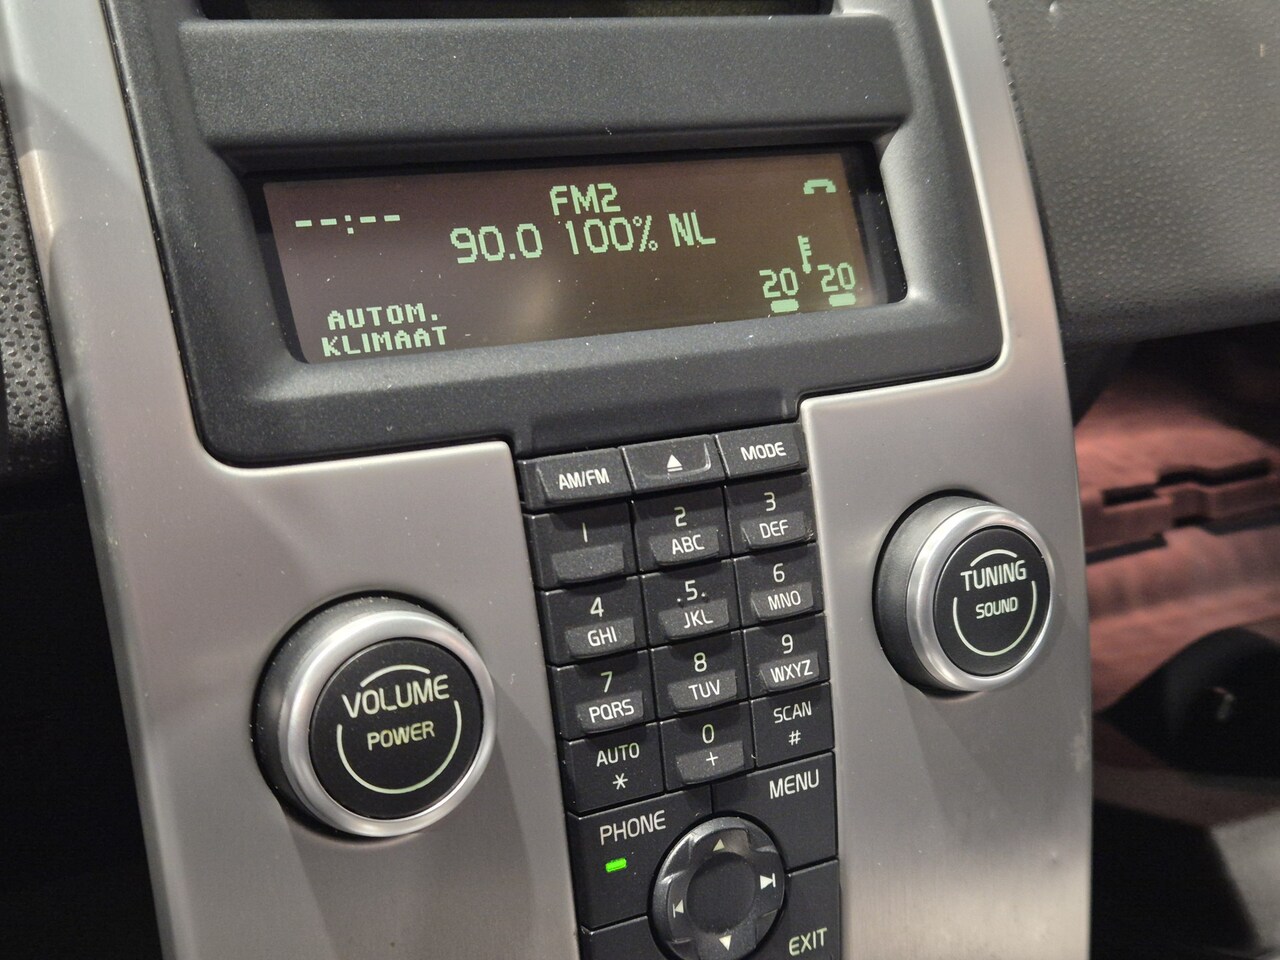 --:--
FM2
90.0 100% NL
20 20
AUTOM.
KLIMAAT
AM/FM
MODE
1
2
ABC
3
DEF
4
GHI
.5.
JKL
6
MNO
7
PQRS
8
TUV
9
WXYZ
AUTO
*
0
+
SCAN
#
PHONE
MENU
EXIT
VOLUME
POWER
TUNING
SOUND